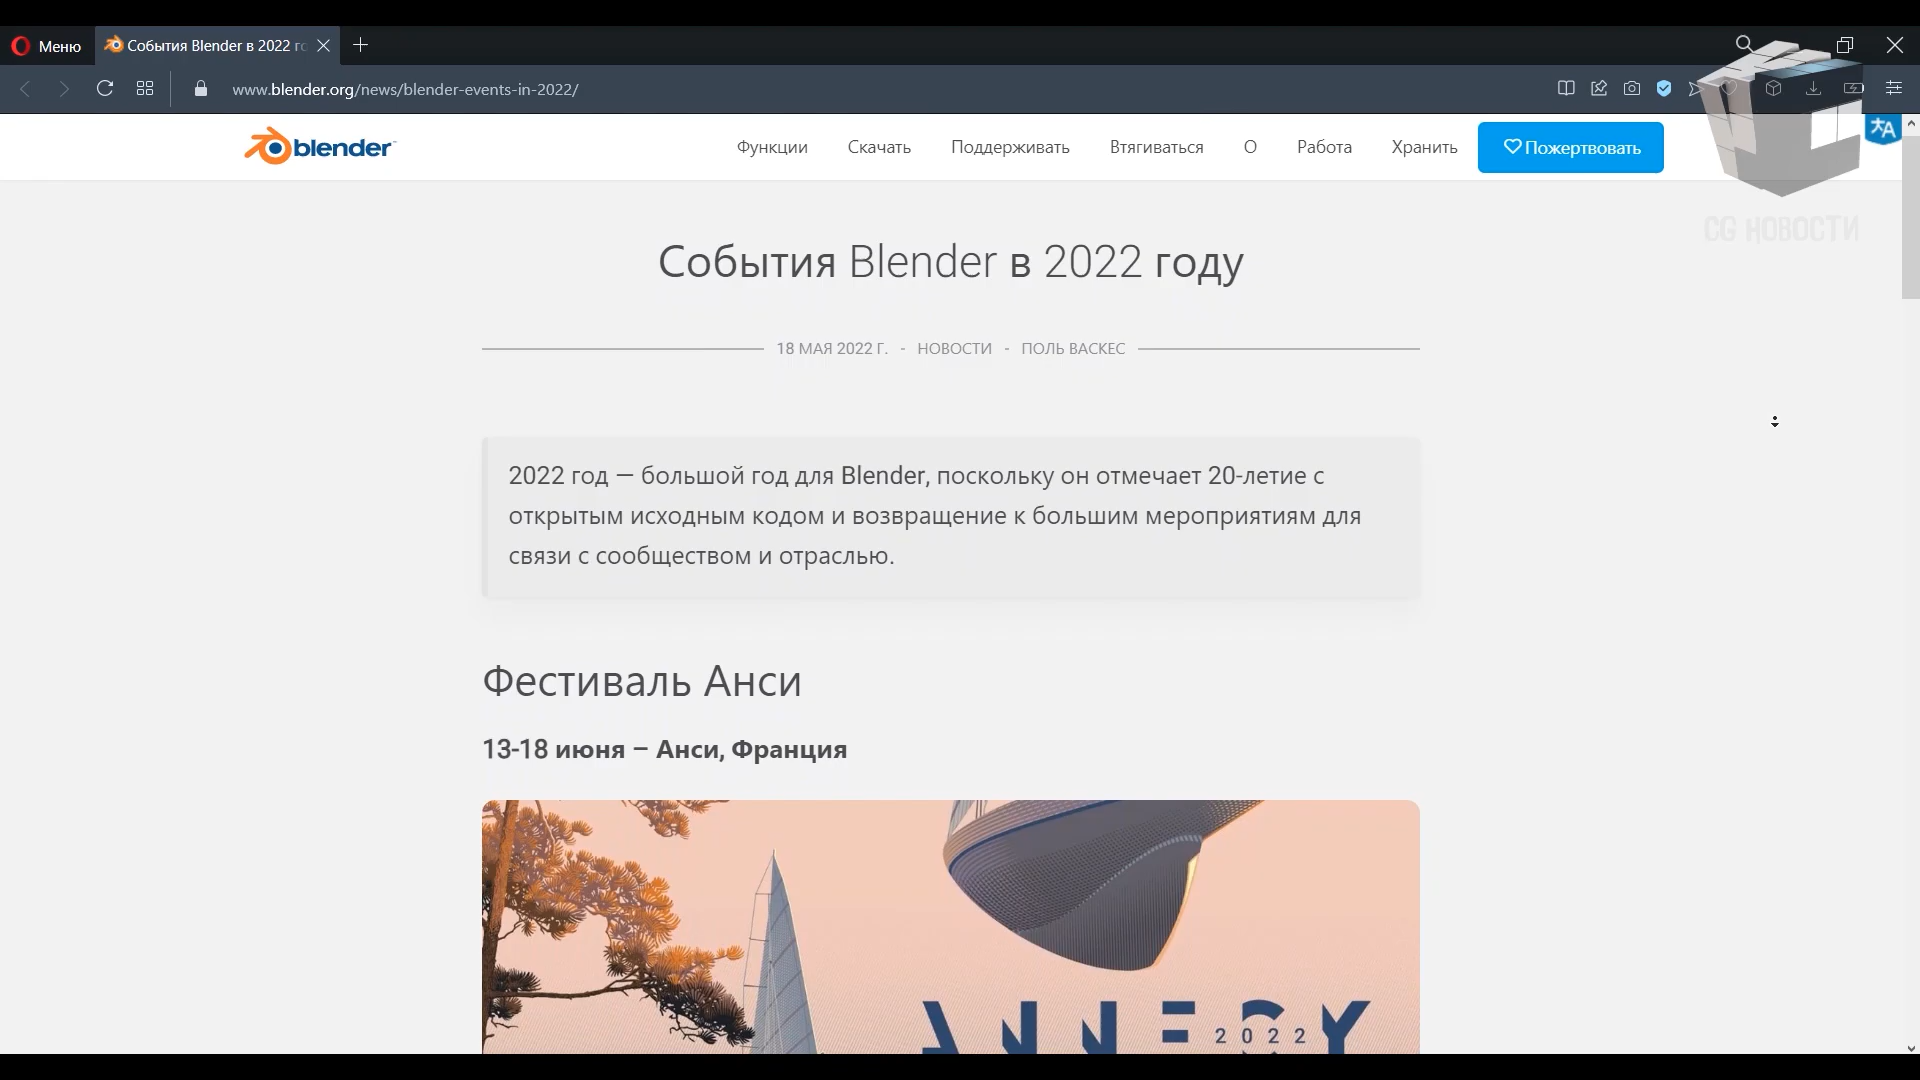 Меню
События Blender в 2022 го
www.blender.org/news/blender-events-in-2022/
blender
Функции
Скачать
Поддерживать
Втягиваться
О
Работа
Хранить
Пожертвовать
CG НОВОСТИ
События Blender в 2022 году
18 МАЯ 2022 Г. - НОВОСТИ - ПОЛЬ ВАСКЕС
2022 год — большой год для Blender, поскольку он отмечает 20-летие с
открытым исходным кодом и возвращение к большим мероприятиям для
связи с сообществом и отраслью.
Фестиваль Анси
13-18 июня – Анси, Франция
ANNECY
2022